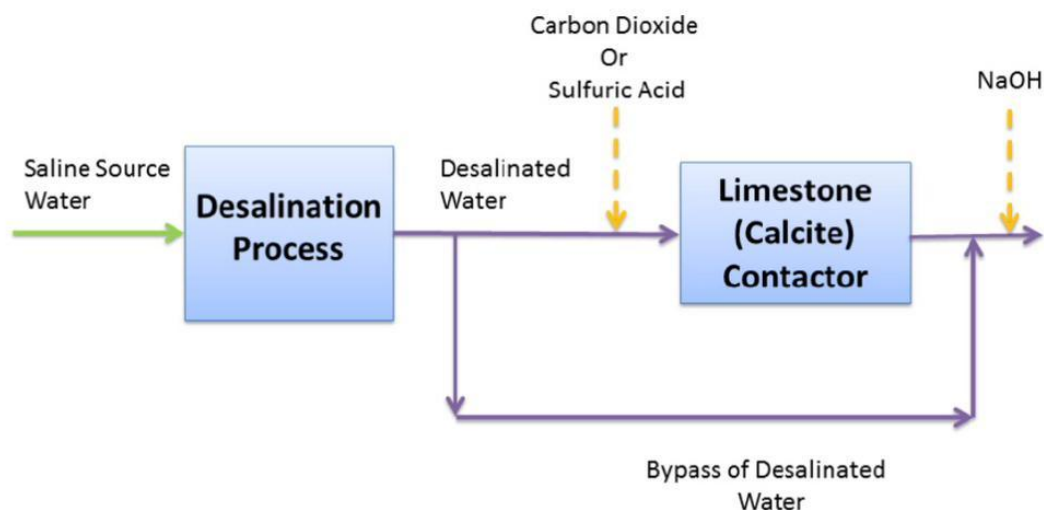 Carbon Dioxide
Or
Sulfuric Acid
NaOH
Saline Source
Water
Desalination
Process
Desalinated
Water
Limestone
(Calcite)
Contactor
Bypass of Desalinated
Water